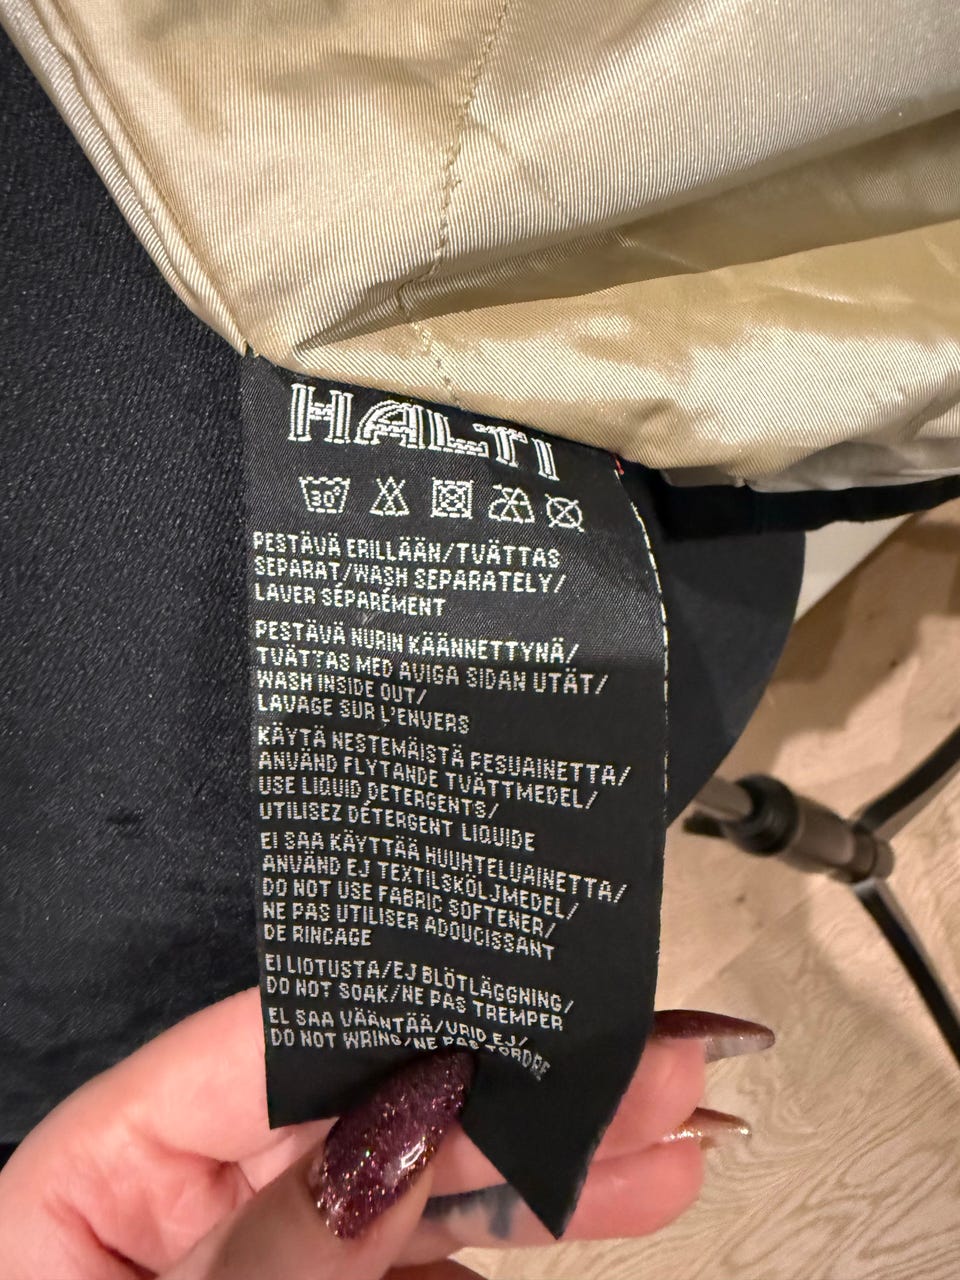 HALTI
30°
PESTÄVÄ ERILLÄÄN/TVÄTTAS
SEPARAT/WASH SEPARATELY/
LAVER SÉPARÉMENT
PESTÄVÄ NURIN KÄÄNNETTYNÄ/
TVÄTTAS MED AVIGA SIDAN UTÅT/
WASH INSIDE OUT/
LAVAGE SUR L'ENVERS
KÄYTÄ NESTEMÄISTÄ PESUAINETTA/
ANVÄND FLYTANDE TVÄTTMEDEL/
USE LIQUID DETERGENTS/
UTILISEZ DÉTERGENT LIQUIDE
EI SAA KÄYTTÄÄ HUUHTELUAINETTA/
ANVÄND EJ TEXTILSKÖLJMEDEL/
DO NOT USE FABRIC SOFTENER/
NE PAS UTILISER ADOUCISSANT
DE RINCAGE
EI LIOTUSTA/EJ BLÖTLÄGGNING/
DO NOT SOAK/NE PAS TREMPER
EI SAA VÄÄNTÄÄ/VRID EJ/
DO NOT WRING/NE PAS TORDRE